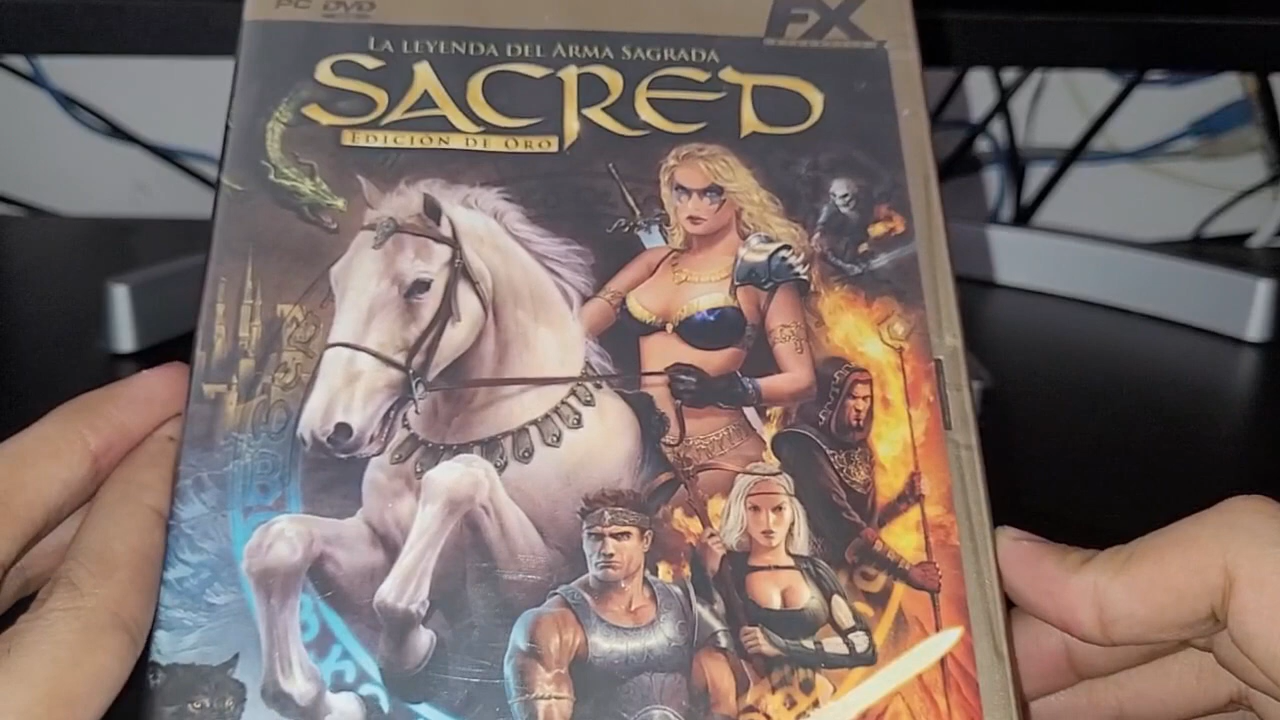 PC DVD
FX
LA LEYENDA DEL ARMA SAGRADA
SACRED
EDICIÓN DE ORO